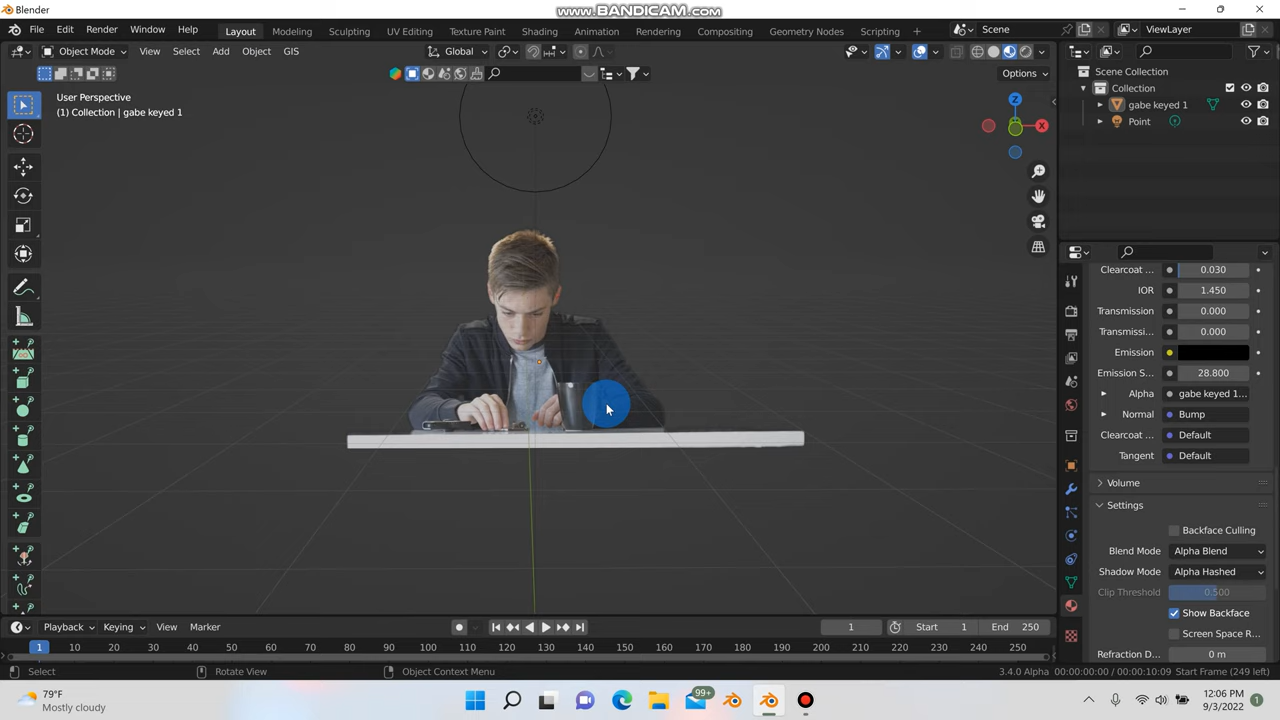 Blender
www.BANDICAM.com
File Edit Render Window Help
Layout Modeling Sculpting UV Editing Texture Paint Shading Animation Rendering Compositing Geometry Nodes Scripting +
Scene
ViewLayer
Object Mode View Select Add Object GIS
Global
Options
User Perspective
(1) Collection | gabe keyed 1
Z
X
Scene Collection
Collection
gabe keyed 1
Point
Clearcoat ... 0.030
IOR 1.450
Transmission 0.000
Transmissi... 0.000
Emission
Emission S... 28.800
Alpha gabe keyed 1...
Normal Bump
Clearcoat ... Default
Tangent Default
Volume
Settings
Backface Culling
Blend Mode Alpha Blend
Shadow Mode Alpha Hashed
Clip Threshold 0.500
Show Backface
Screen Space R...
Refraction D... 0 m
Playback Keying View Marker
1 Start 1 End 250
1 10 20 30 40 50 60 70 80 90 100 110 120 130 140 150 160 170 180 190 200 210 220 230 240 250
Select Rotate View Object Context Menu
3.4.0 Alpha 00:00:00:00 / 00:00:10:09 Start Frame (249 left)
79°F
Mostly cloudy
99+
12:06 PM
9/3/2022
1